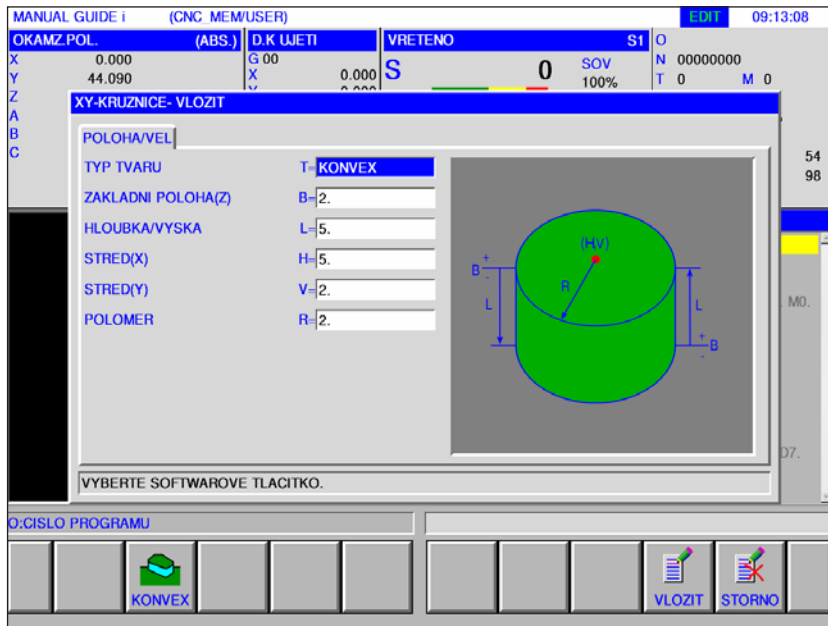 MANUAL GUIDE i (CNC_MEM/USER) EDIT 09:13:08
OKAMZ.POL. (ABS.) D.K UJETI VRETENO S1 O
X 0.000 G 00 N 00000000
Y 44.090 X 0.000 S 0 SOV 100% T 0 M 0
Z
A
B
C
54
98
XY-KRUZNICE- VLOZIT
POLOHA/VEL
TYP TVARU T= KONVEX
ZAKLADNI POLOHA(Z) B= 2.
HLOUBKA/VYSKA L= 5.
STRED(X) H= 5.
STRED(Y) V= 2.
POLOMER R= 2.
(H,V)
+
B
-
R
L
L
+
B
-
M0.
D7.
VYBERTE SOFTWAROVE TLACITKO.
O:CISLO PROGRAMU
KONVEX VLOZIT STORNO